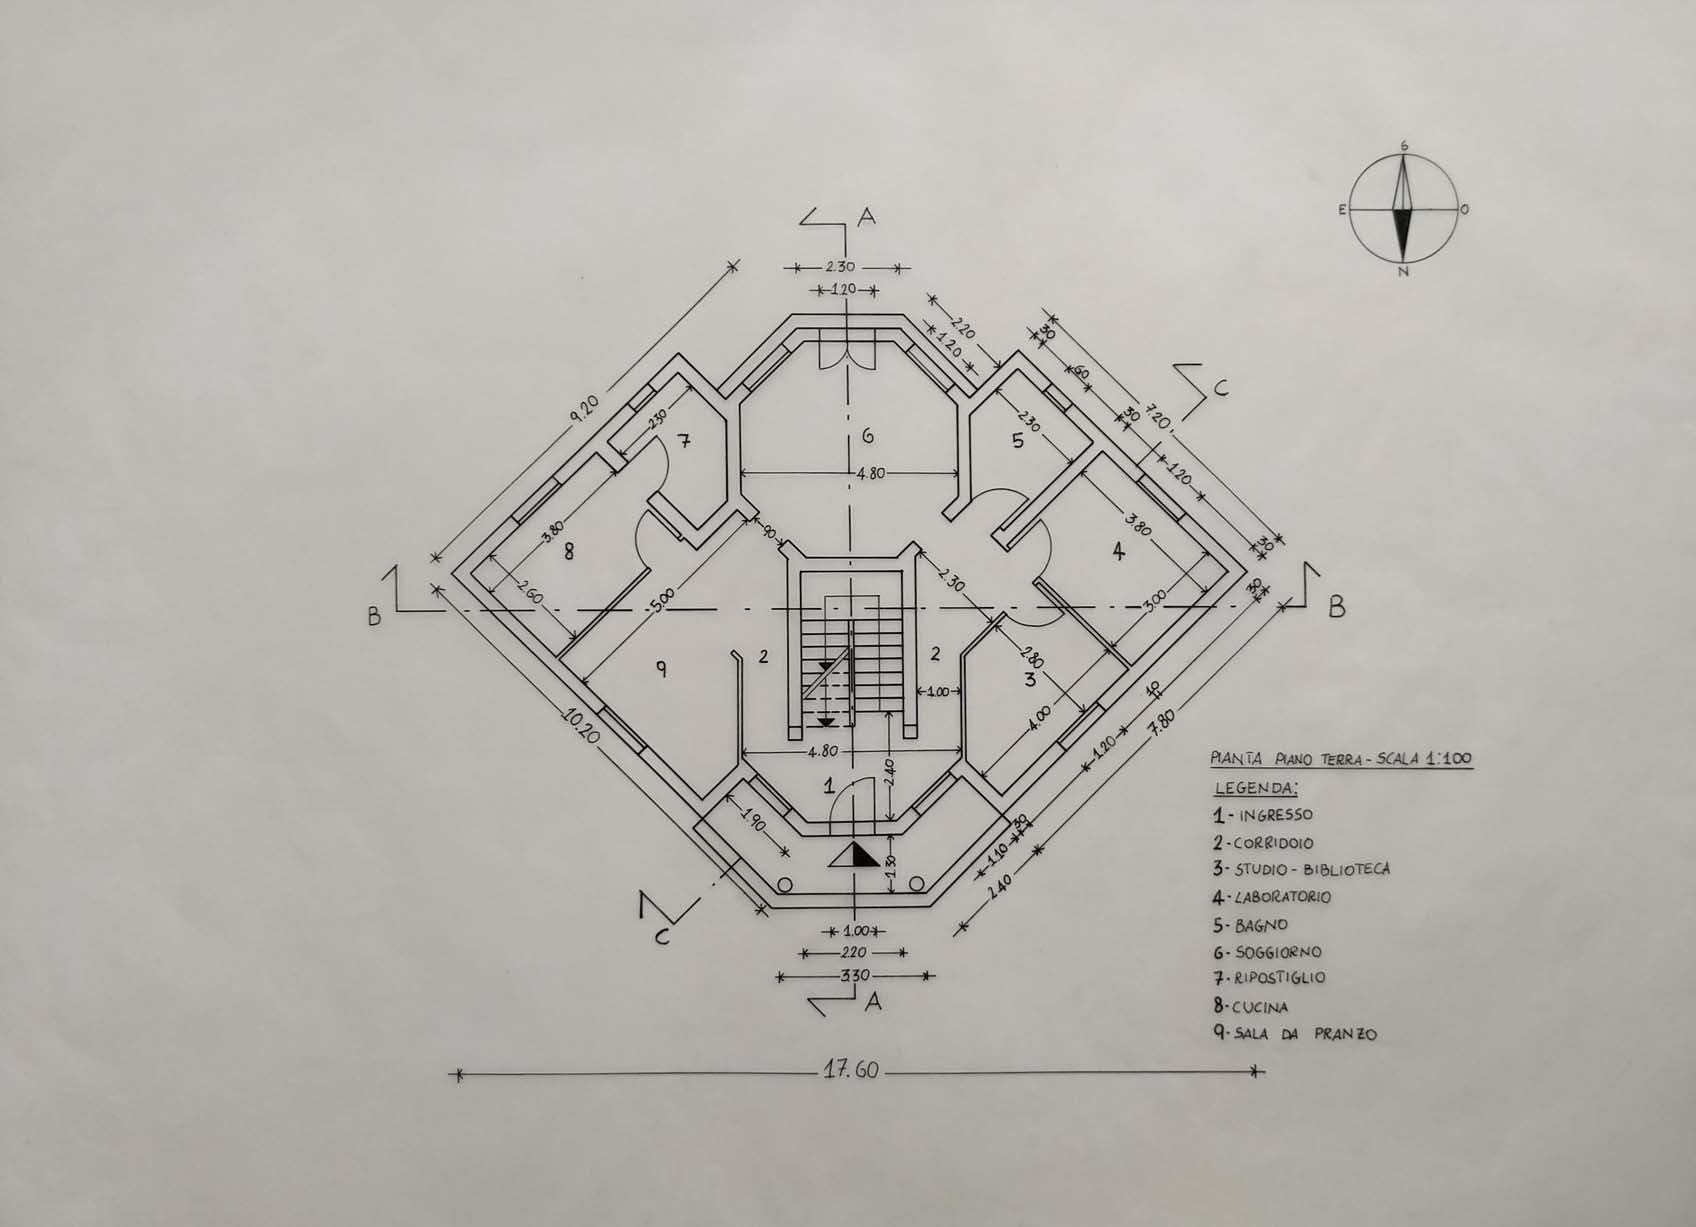 S
E
O
N
A
2.30
1.20
2.20
1.20
30
60
30
7.20
1.20
30
C
9.20
2.30
7
6
5
2.30
4.80
3.80
8
90
3.80
4
2.60
5.00
2.30
3.00
30
B
B
9
2
2
2.80
3
1.00
10
4.00
7.80
10.20
4.80
1.20
2.40
1
1.90
30
1.10
1.30
2.40
C
1.00
2.20
3.30
A
17.60
PIANTA PIANO TERRA - SCALA 1:100
LEGENDA:
1- INGRESSO
2- CORRIDOIO
3- STUDIO - BIBLIOTECA
4- LABORATORIO
5- BAGNO
6- SOGGIORNO
7- RIPOSTIGLIO
8- CUCINA
9- SALA DA PRANZO